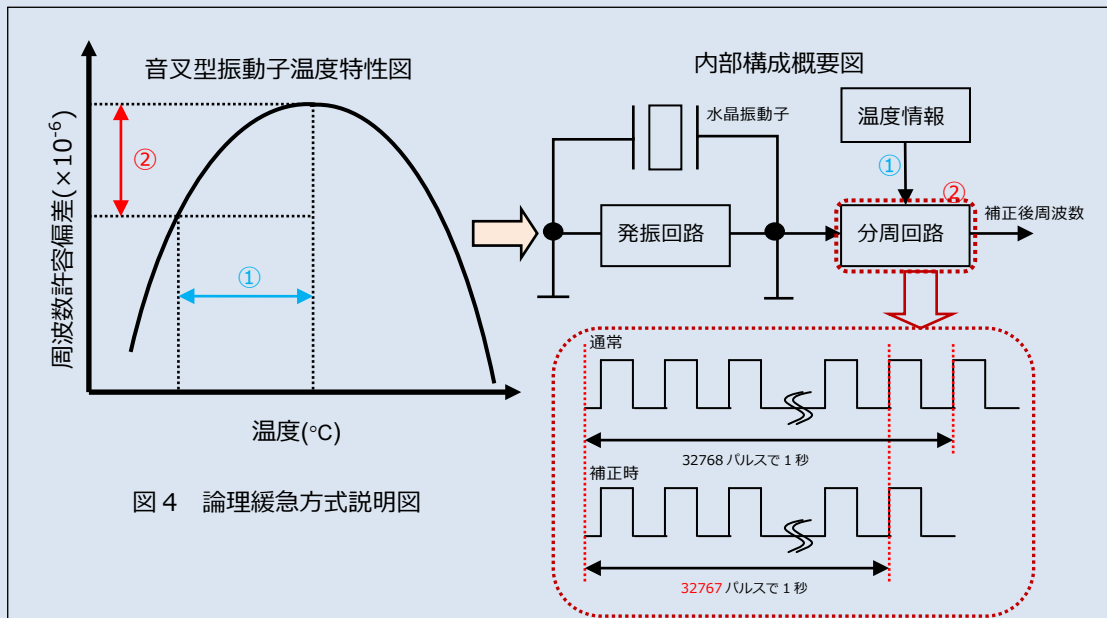 音叉型振動子温度特性図
周波数許容偏差(×10⁻⁶)
②
①
温度(°C)
図４　論理緩急方式説明図
内部構成概要図
水晶振動子
温度情報
①
②
発振回路
分周回路
補正後周波数
通常
32768 パルスで 1 秒
補正時
32767 パルスで 1 秒